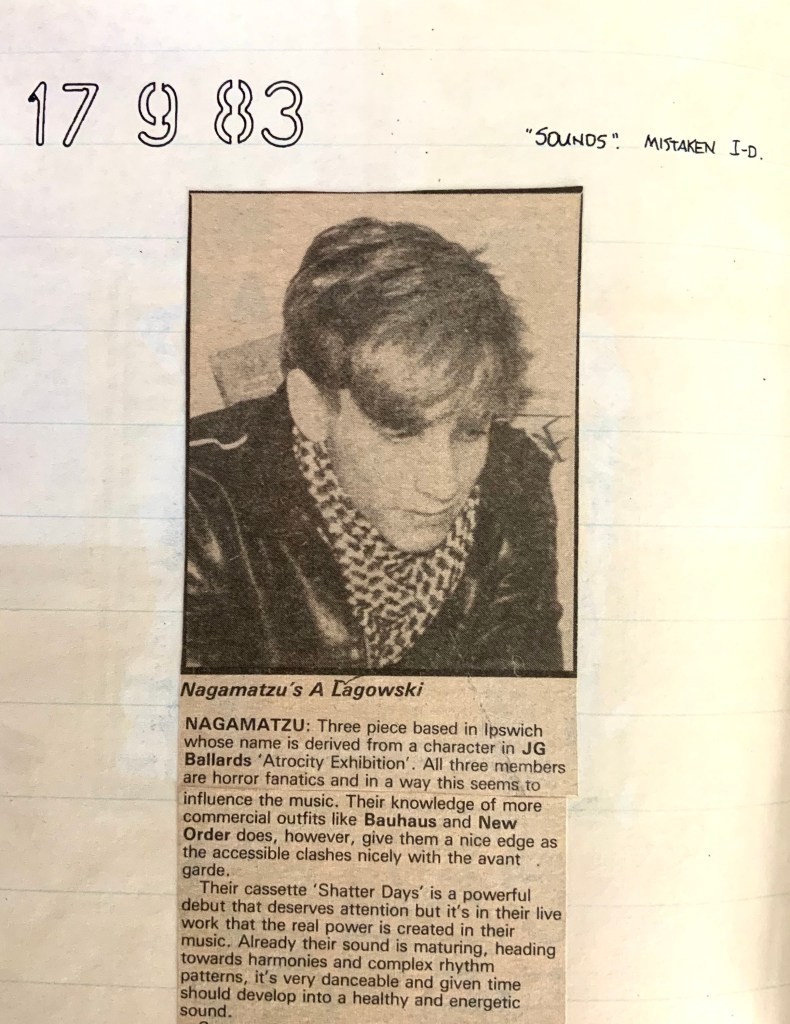 17 9 83
"SOUNDS". MISTAKEN I-D.
Nagamatzu's A Lagowski
NAGAMATZU: Three piece based in Ipswich
whose name is derived from a character in JG
Ballards 'Atrocity Exhibition'. All three members
are horror fanatics and in a way this seems to
influence the music. Their knowledge of more
commercial outfits like Bauhaus and New
Order does, however, give them a nice edge as
the accessible clashes nicely with the avant
garde.
Their cassette 'Shatter Days' is a powerful
debut that deserves attention but it's in their live
work that the real power is created in their
music. Already their sound is maturing, heading
towards harmonies and complex rhythm
patterns, it's very danceable and given time
should develop into a healthy and energetic
sound.